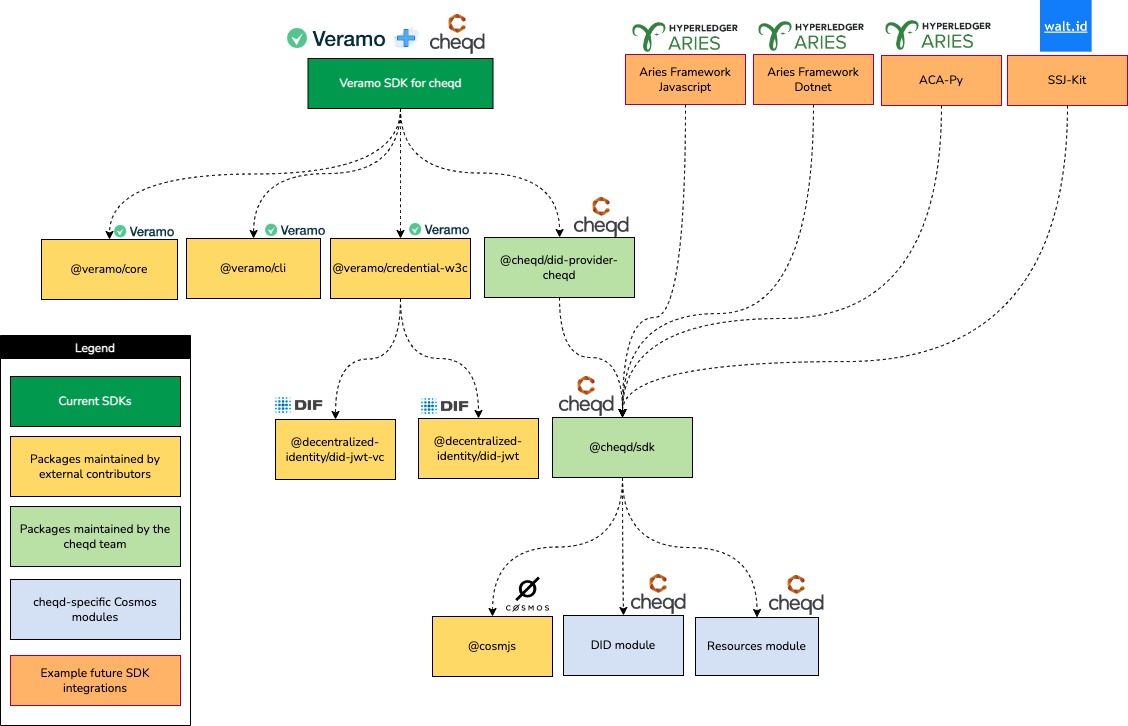 Veramo
cheqd
HYPERLEDGER
ARIES
HYPERLEDGER
ARIES
HYPERLEDGER
ARIES
walt.id
Veramo SDK for cheqd
Aries Framework
Javascript
Aries Framework
Dotnet
ACA-Py
SSJ-Kit
Veramo
Veramo
Veramo
cheqd
@veramo/core
@veramo/cli
@veramo/credential-w3c
@cheqd/did-provider-
cheqd
Legend
Current SDKs
Packages maintained by
external contributors
Packages maintained by the
cheqd team
cheqd-specific Cosmos
modules
Example future SDK
integrations
DIF
DIF
cheqd
@decentralized-
identity/did-jwt-vc
@decentralized-
identity/did-jwt
@cheqd/sdk
COSMOS
cheqd
cheqd
@cosmjs
DID module
Resources module